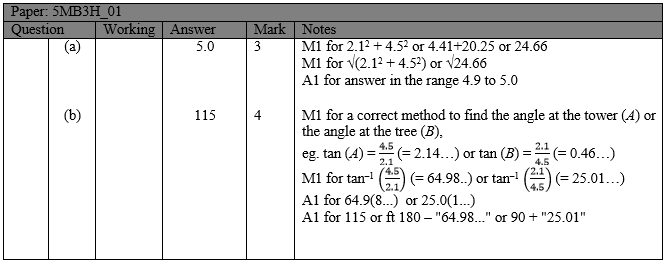 Paper: 5MB3H_01
Question Working Answer Mark Notes
(a) 5.0 3 M1 for 2.1² + 4.5² or 4.41+20.25 or 24.66
M1 for √(2.1² + 4.5²) or √24.66
A1 for answer in the range 4.9 to 5.0
(b) 115 4 M1 for a correct method to find the angle at the tower (A) or
the angle at the tree (B),
eg. tan (A) = 4.5/2.1 (= 2.14...) or tan (B) = 2.1/4.5 (= 0.46...)
M1 for tan⁻¹ (4.5/2.1) (= 64.98..) or tan⁻¹ (2.1/4.5) (= 25.01...)
A1 for 64.9(8...) or 25.0(1...)
A1 for 115 or ft 180 – "64.98..." or 90 + "25.01"